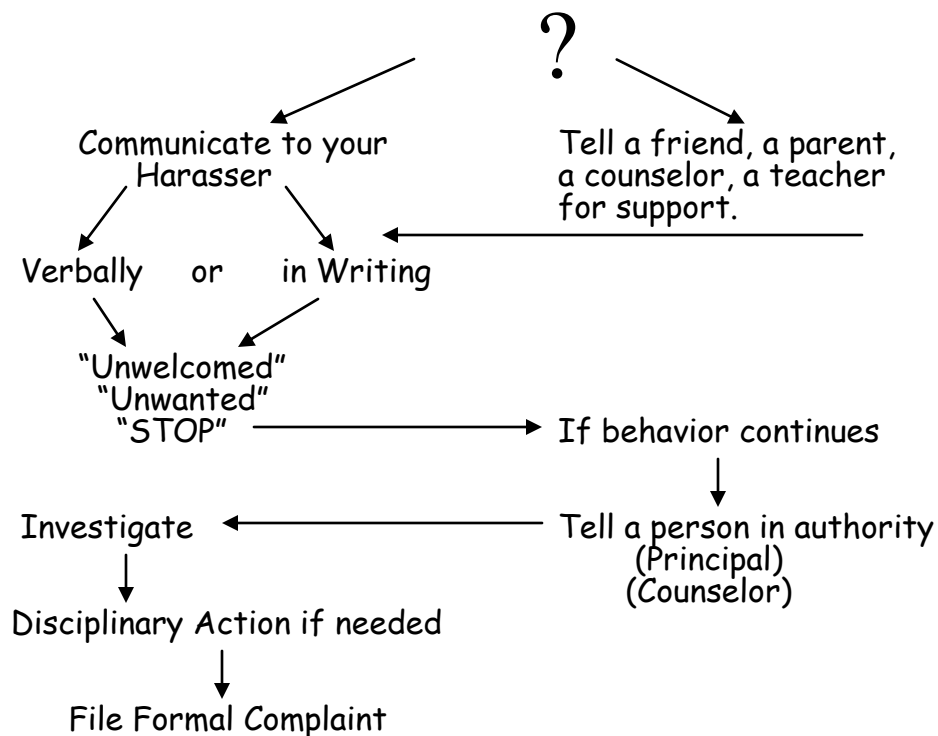 ?
Communicate to your
Harasser
Tell a friend, a parent,
a counselor, a teacher
for support.
Verbally or in Writing
“Unwelcomed”
“Unwanted”
“STOP”
If behavior continues
Tell a person in authority
(Principal)
(Counselor)
Investigate
Disciplinary Action if needed
File Formal Complaint